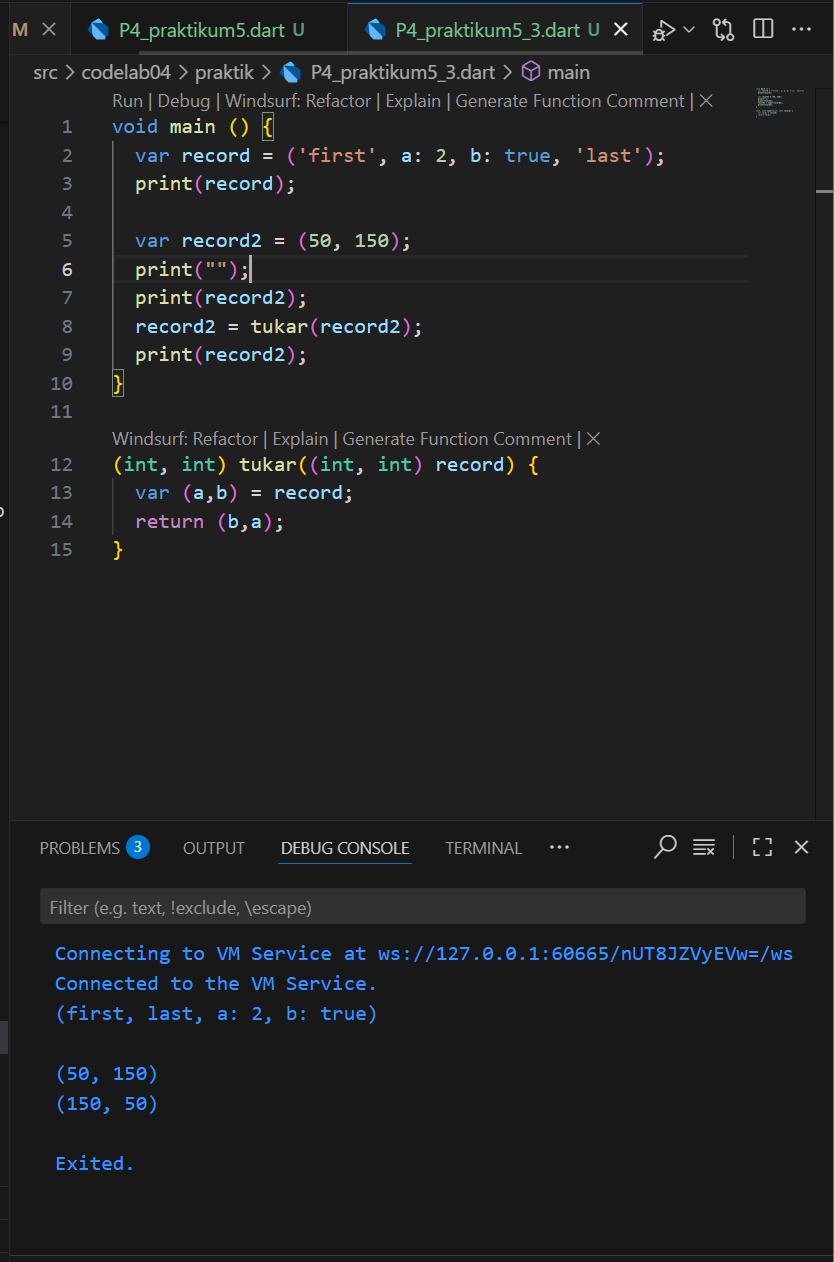 M
P4_praktikum5.dart U
P4_praktikum5_3.dart U
src > codelab04 > praktik > P4_praktikum5_3.dart > main
Run | Debug | Windsurf: Refactor | Explain | Generate Function Comment | ×
1 void main () {
2 var record = ('first', a: 2, b: true, 'last');
3 print(record);
4
5 var record2 = (50, 150);
6 print("");
7 print(record2);
8 record2 = tukar(record2);
9 print(record2);
10 }
11
Windsurf: Refactor | Explain | Generate Function Comment | ×
12 (int, int) tukar((int, int) record) {
13 var (a,b) = record;
14 return (b,a);
15 }
PROBLEMS 3 OUTPUT DEBUG CONSOLE TERMINAL ···
Filter (e.g. text, !exclude, \escape)
Connecting to VM Service at ws://127.0.0.1:60665/nUT8JZVyEVw=/ws
Connected to the VM Service.
(first, last, a: 2, b: true)
(50, 150)
(150, 50)
Exited.